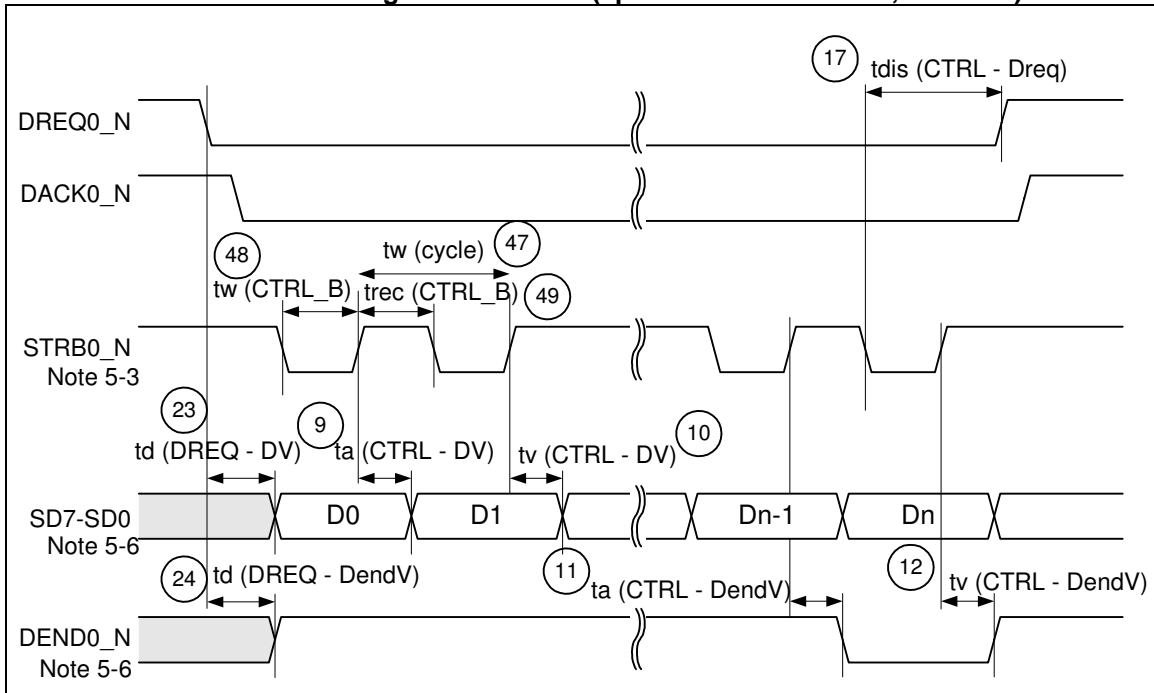 17
tdis (CTRL - Dreq)
DREQ0_N
DACK0_N
48
tw (cycle)
47
tw (CTRL_B)
trec (CTRL_B)
49
STRB0_N
Note 5-3
23
9
10
td (DREQ - DV)
ta (CTRL - DV)
tv (CTRL - DV)
SD7-SD0
Note 5-6
D0
D1
Dn-1
Dn
24
td (DREQ - DendV)
11
ta (CTRL - DendV)
12
tv (CTRL - DendV)
DEND0_N
Note 5-6